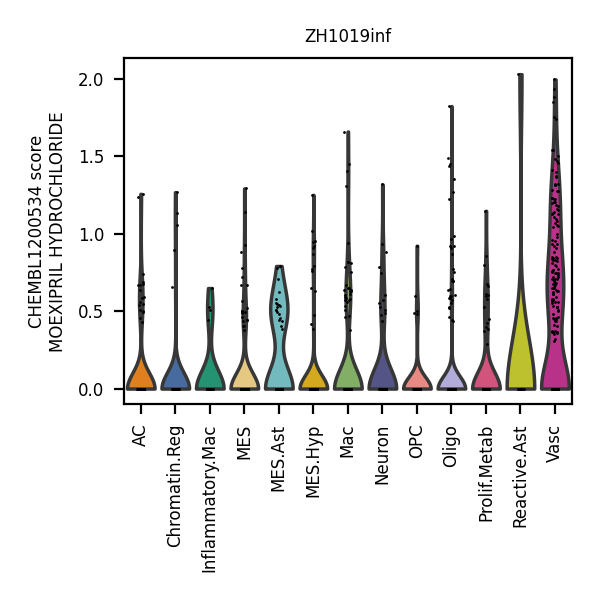 ZH1019inf
CHEMBL1200534 score
MOEXIPRIL HYDROCHLORIDE
2.0
1.5
1.0
0.5
0.0
AC
Chromatin.Reg
Inflammatory.Mac
MES
MES.Ast
MES.Hyp
Mac
Neuron
OPC
Oligo
Prolif.Metab
Reactive.Ast
Vasc